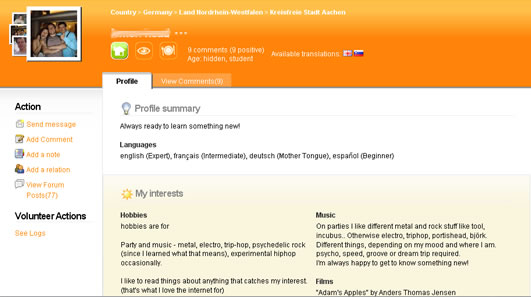 Country > Germany > Land Nordrhein-Westfalen > Kreisfreie Stadt Aachen
9 comments (9 positive)
Age: hidden, student
Available translations:
Profile
View Comments(9)
Action
Send message
Add Comment
Add a note
Add a relation
View Forum
Posts(77)
Volunteer Actions
See Logs
Profile summary
Always ready to learn something new!
Languages
english (Expert), français (Intermediate), deutsch (Mother Tongue), español (Beginner)
My interests
Hobbies
hobbies are for
Party and music - metal, electro, trip-hop, psychedelic rock
(since I learned what that means), experimental hiphop
occasionally.
I like to read things about anything that catches my interest.
(that's what I love the internet for)
Music
On parties I like different metal and rock stuff like tool,
incubus.. Otherwise electro, triphop, portishead, björk.
Different things, depending on my mood and where I am.
psycho, speed, groove or dream trip required.
I'm always happy to get to know something new!
Films
"Adam's Apples" by Anders Thomas Jensen